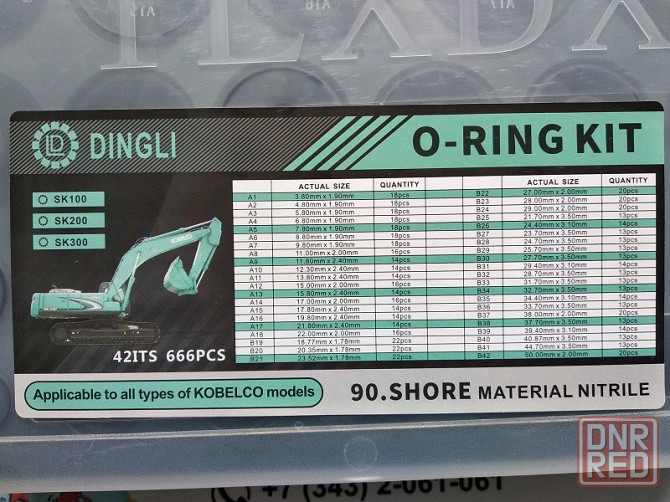 DINGLI
O-RING KIT
SK100
SK200
SK300
ACTUAL SIZE QUANTITY ACTUAL SIZE QUANTITY
A1 3.80mm x 1.90mm 18pcs B22 27.00mm x 2.00mm 20pcs
A2 4.80mm x 1.90mm 18pcs B23 28.00mm x 2.00mm 20pcs
A3 5.80mm x 1.90mm 18pcs B24 29.00mm x 2.00mm 20pcs
A4 6.80mm x 1.90mm 18pcs B25 21.70mm x 3.50mm 13pcs
A5 7.80mm x 1.90mm 18pcs B26 24.40mm x 3.10mm 14pcs
A6 8.80mm x 1.90mm 18pcs B27 23.70mm x 3.50mm 13pcs
A7 9.80mm x 1.90mm 18pcs B28 24.70mm x 3.50mm 13pcs
A8 11.00mm x 2.00mm 16pcs B29 25.70mm x 3.50mm 13pcs
A9 11.80mm x 2.40mm 14pcs B30 27.70mm x 3.50mm 13pcs
A10 12.30mm x 2.40mm 14pcs B31 29.40mm x 3.10mm 14pcs
A11 13.80mm x 2.40mm 14pcs B32 28.70mm x 3.50mm 13pcs
A12 15.00mm x 2.00mm 16pcs B33 31.70mm x 3.50mm 13pcs
A13 15.80mm x 2.40mm 14pcs B34 32.70mm x 3.50mm 13pcs
A14 17.00mm x 2.00mm 16pcs B35 34.40mm x 3.10mm 14pcs
A15 17.80mm x 2.40mm 14pcs B36 33.70mm x 3.50mm 13pcs
A16 19.80mm x 2.40mm 14pcs B37 38.00mm x 2.00mm 20pcs
A17 21.80mm x 2.40mm 14pcs B38 37.70mm x 3.50mm 13pcs
A18 22.00mm x 2.00mm 16pcs B39 39.40mm x 3.10mm 14pcs
B19 18.77mm x 1.78mm 22pcs B40 40.87mm x 3.50mm 13pcs
B20 20.35mm x 1.78mm 22pcs B41 44.70mm x 3.50mm 13pcs
B21 23.52mm x 1.78mm 22pcs B42 50.00mm x 2.00mm 20pcs
KOBELCO
42ITS 666PCS
Applicable to all types of KOBELCO models
90.SHORE MATERIAL NITRILE
DNR
RED
+7 (343) 2-061-061